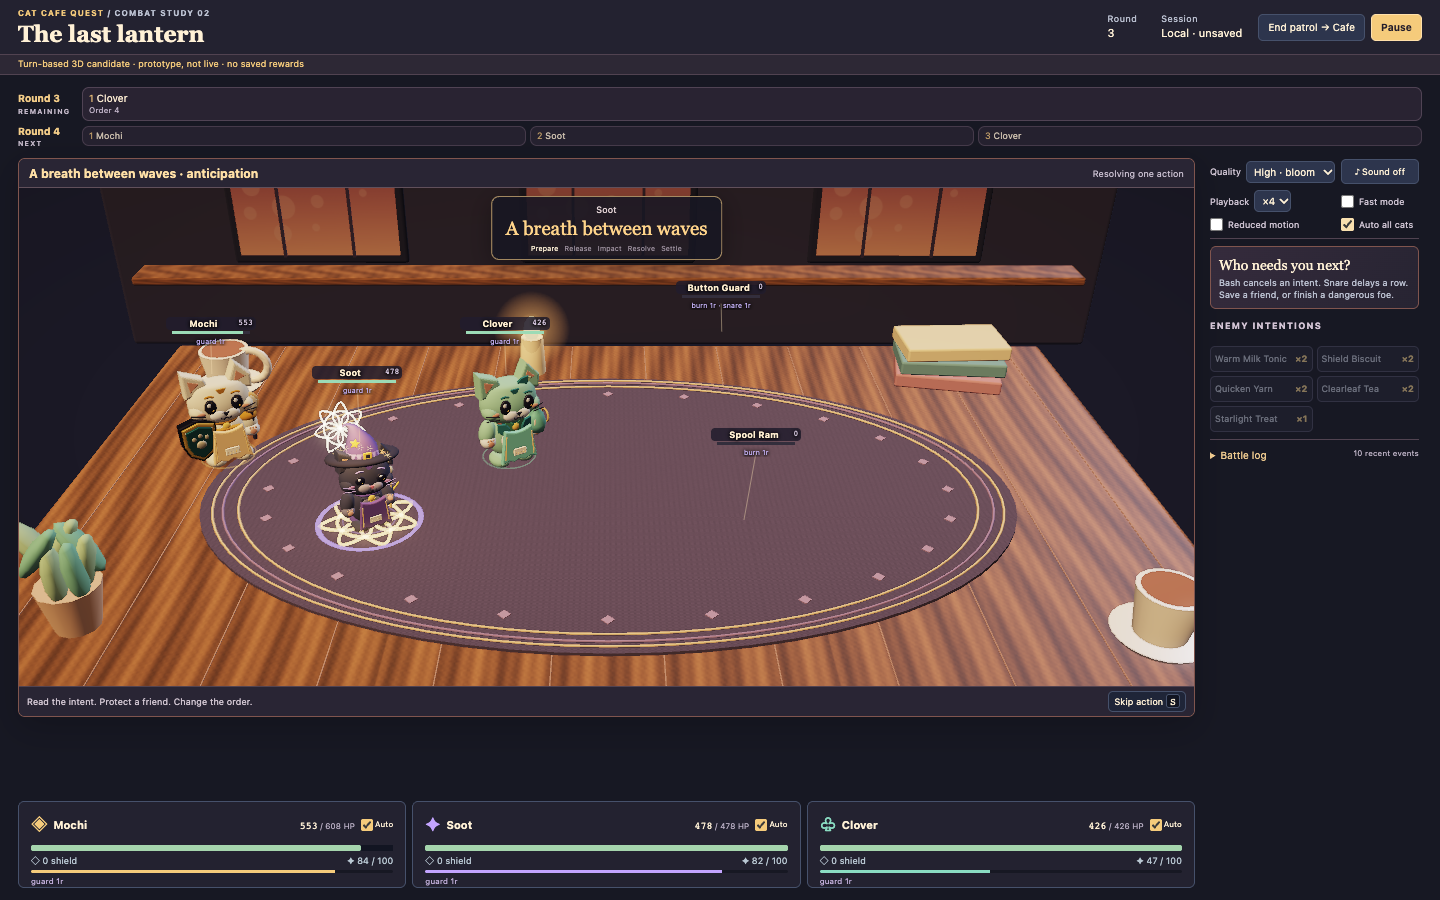 CAT CAFE QUEST / COMBAT STUDY 02
The last lantern
Round
3
Session
Local · unsaved
End patrol → Cafe
Pause
Turn-based 3D candidate · prototype, not live · no saved rewards
Round 3
REMAINING
1 Clover
Order 4
Round 4
NEXT
1 Mochi
2 Soot
3 Clover
A breath between waves · anticipation
Resolving one action
Soot
A breath between waves
Prepare Release Impact Resolve Settle
Button Guard 0
burn 1r · snare 1r
Mochi 553
guard 1r
Clover 426
guard 1r
Soot 478
guard 1r
Spool Ram 0
burn 1r
Read the intent. Protect a friend. Change the order.
Skip action S
Quality High · bloom ♪ Sound off
Playback ×4 Fast mode
Reduced motion Auto all cats
Who needs you next?
Bash cancels an intent. Snare delays a row.
Save a friend, or finish a dangerous foe.
ENEMY INTENTIONS
Warm Milk Tonic ×2 Shield Biscuit ×2
Quicken Yarn ×2 Clearleaf Tea ×2
Starlight Treat ×1
Battle log 10 recent events
Mochi 553 / 608 HP Auto
0 shield 84 / 100
guard 1r
Soot 478 / 478 HP Auto
0 shield 82 / 100
guard 1r
Clover 426 / 426 HP Auto
0 shield 47 / 100
guard 1r